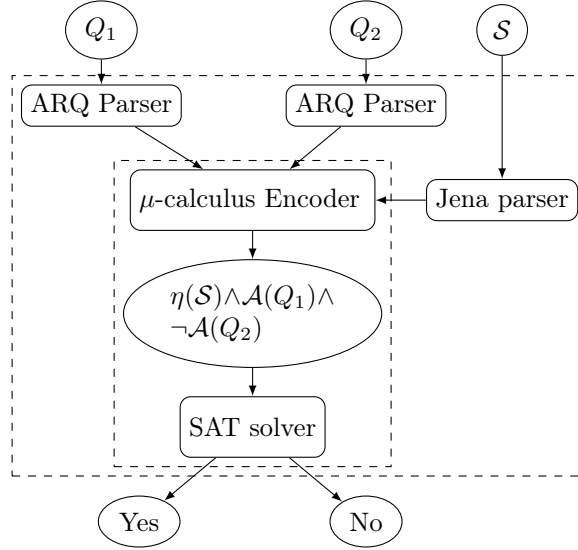 Q₁ Q₂ 𝒮
ARQ Parser ARQ Parser
μ-calculus Encoder Jena parser
η(𝒮)∧𝒜(Q₁)∧
¬𝒜(Q₂)
SAT solver
Yes No